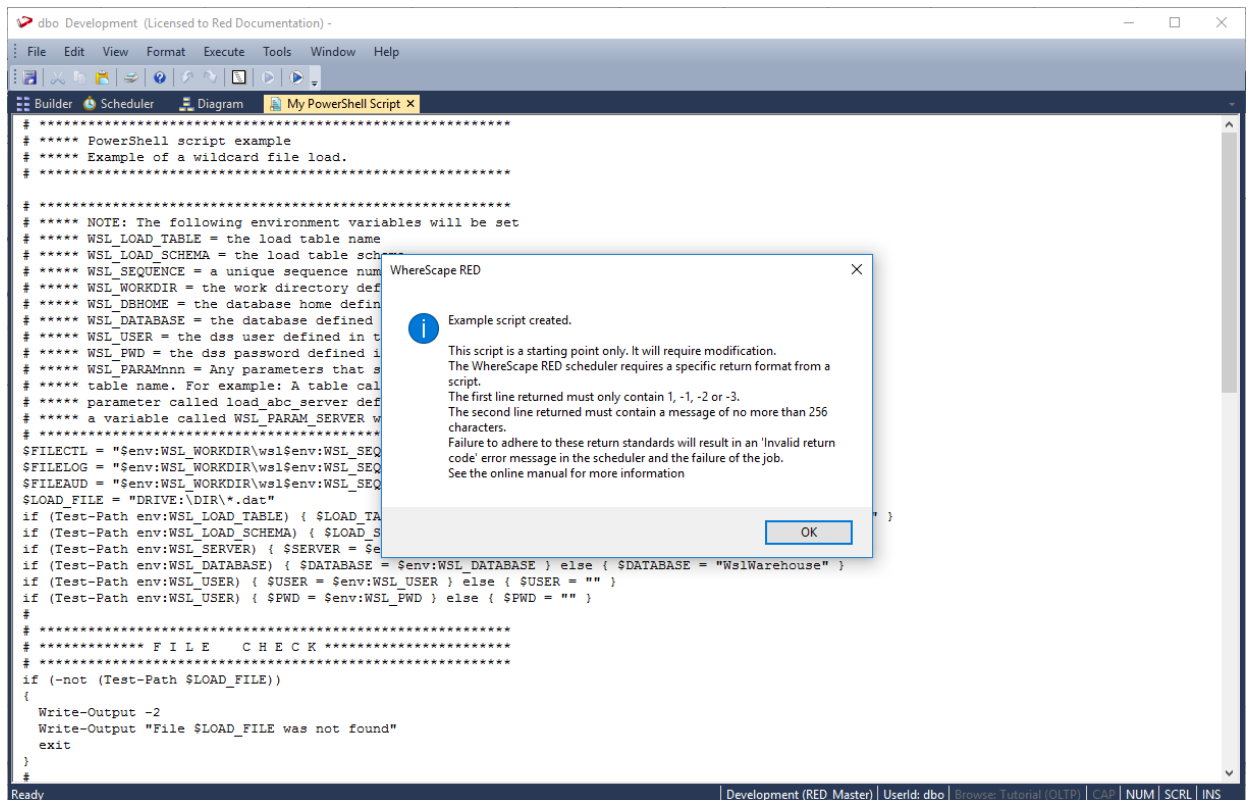 dbo Development (Licensed to Red Documentation) -
File Edit View Format Execute Tools Window Help
Builder Scheduler Diagram My PowerShell Script
# **********************************************************
# ***** PowerShell script example
# ***** Example of a wildcard file load.
# **********************************************************
# **********************************************************
# ***** NOTE: The following environment variables will be set
# ***** WSL_LOAD_TABLE = the load table name
# ***** WSL_LOAD_SCHEMA = the load table
# ***** WSL_SEQUENCE = a unique sequence num
# ***** WSL_WORKDIR = the work directory def
# ***** WSL_DBHOME = the database home defin
# ***** WSL_DATABASE = the database defined
# ***** WSL_USER = the dss user defined in t
# ***** WSL_PWD = the dss password defined i
# ***** WSL_PARAMnnn = Any parameters that s
# ***** table name. For example: A table cal
# ***** parameter called load_abc_server def
# ***** a variable called WSL_PARAM_SERVER w
# ******************************************
$FILECTL = "$env:WSL_WORKDIR\wsl$env:WSL_SEQ
$FILELOG = "$env:WSL_WORKDIR\wsl$env:WSL_SEQ
$FILEAUD = "$env:WSL_WORKDIR\wsl$env:WSL_SEQ
$LOAD_FILE = "DRIVE:\DIR\*.dat"
if (Test-Path env:WSL_LOAD_TABLE) { $LOAD_TA " }
if (Test-Path env:WSL_LOAD_SCHEMA) { $LOAD_S
if (Test-Path env:WSL_SERVER) { $SERVER = $e
if (Test-Path env:WSL_DATABASE) { $DATABASE = $env:WSL_DATABASE } else { $DATABASE = "WslWarehouse" }
if (Test-Path env:WSL_USER) { $USER = $env:WSL_USER } else { $USER = "" }
if (Test-Path env:WSL_USER) { $PWD = $env:WSL_PWD } else { $PWD = "" }
#
# **********************************************************
# ************* F I L E C H E C K ***********************
# **********************************************************
if (-not (Test-Path $LOAD_FILE))
{
Write-Output -2
Write-Output "File $LOAD_FILE was not found"
exit
}
#
WhereScape RED
Example script created.
This script is a starting point only. It will require modification.
The WhereScape RED scheduler requires a specific return format from a
script.
The first line returned must only contain 1, -1, -2 or -3.
The second line returned must contain a message of no more than 256
characters.
Failure to adhere to these return standards will result in an 'Invalid return
code' error message in the scheduler and the failure of the job.
See the online manual for more information
OK
Ready Development (RED_Master) UserId: dbo Browse: Tutorial (OLTP) CAP NUM SCRL INS